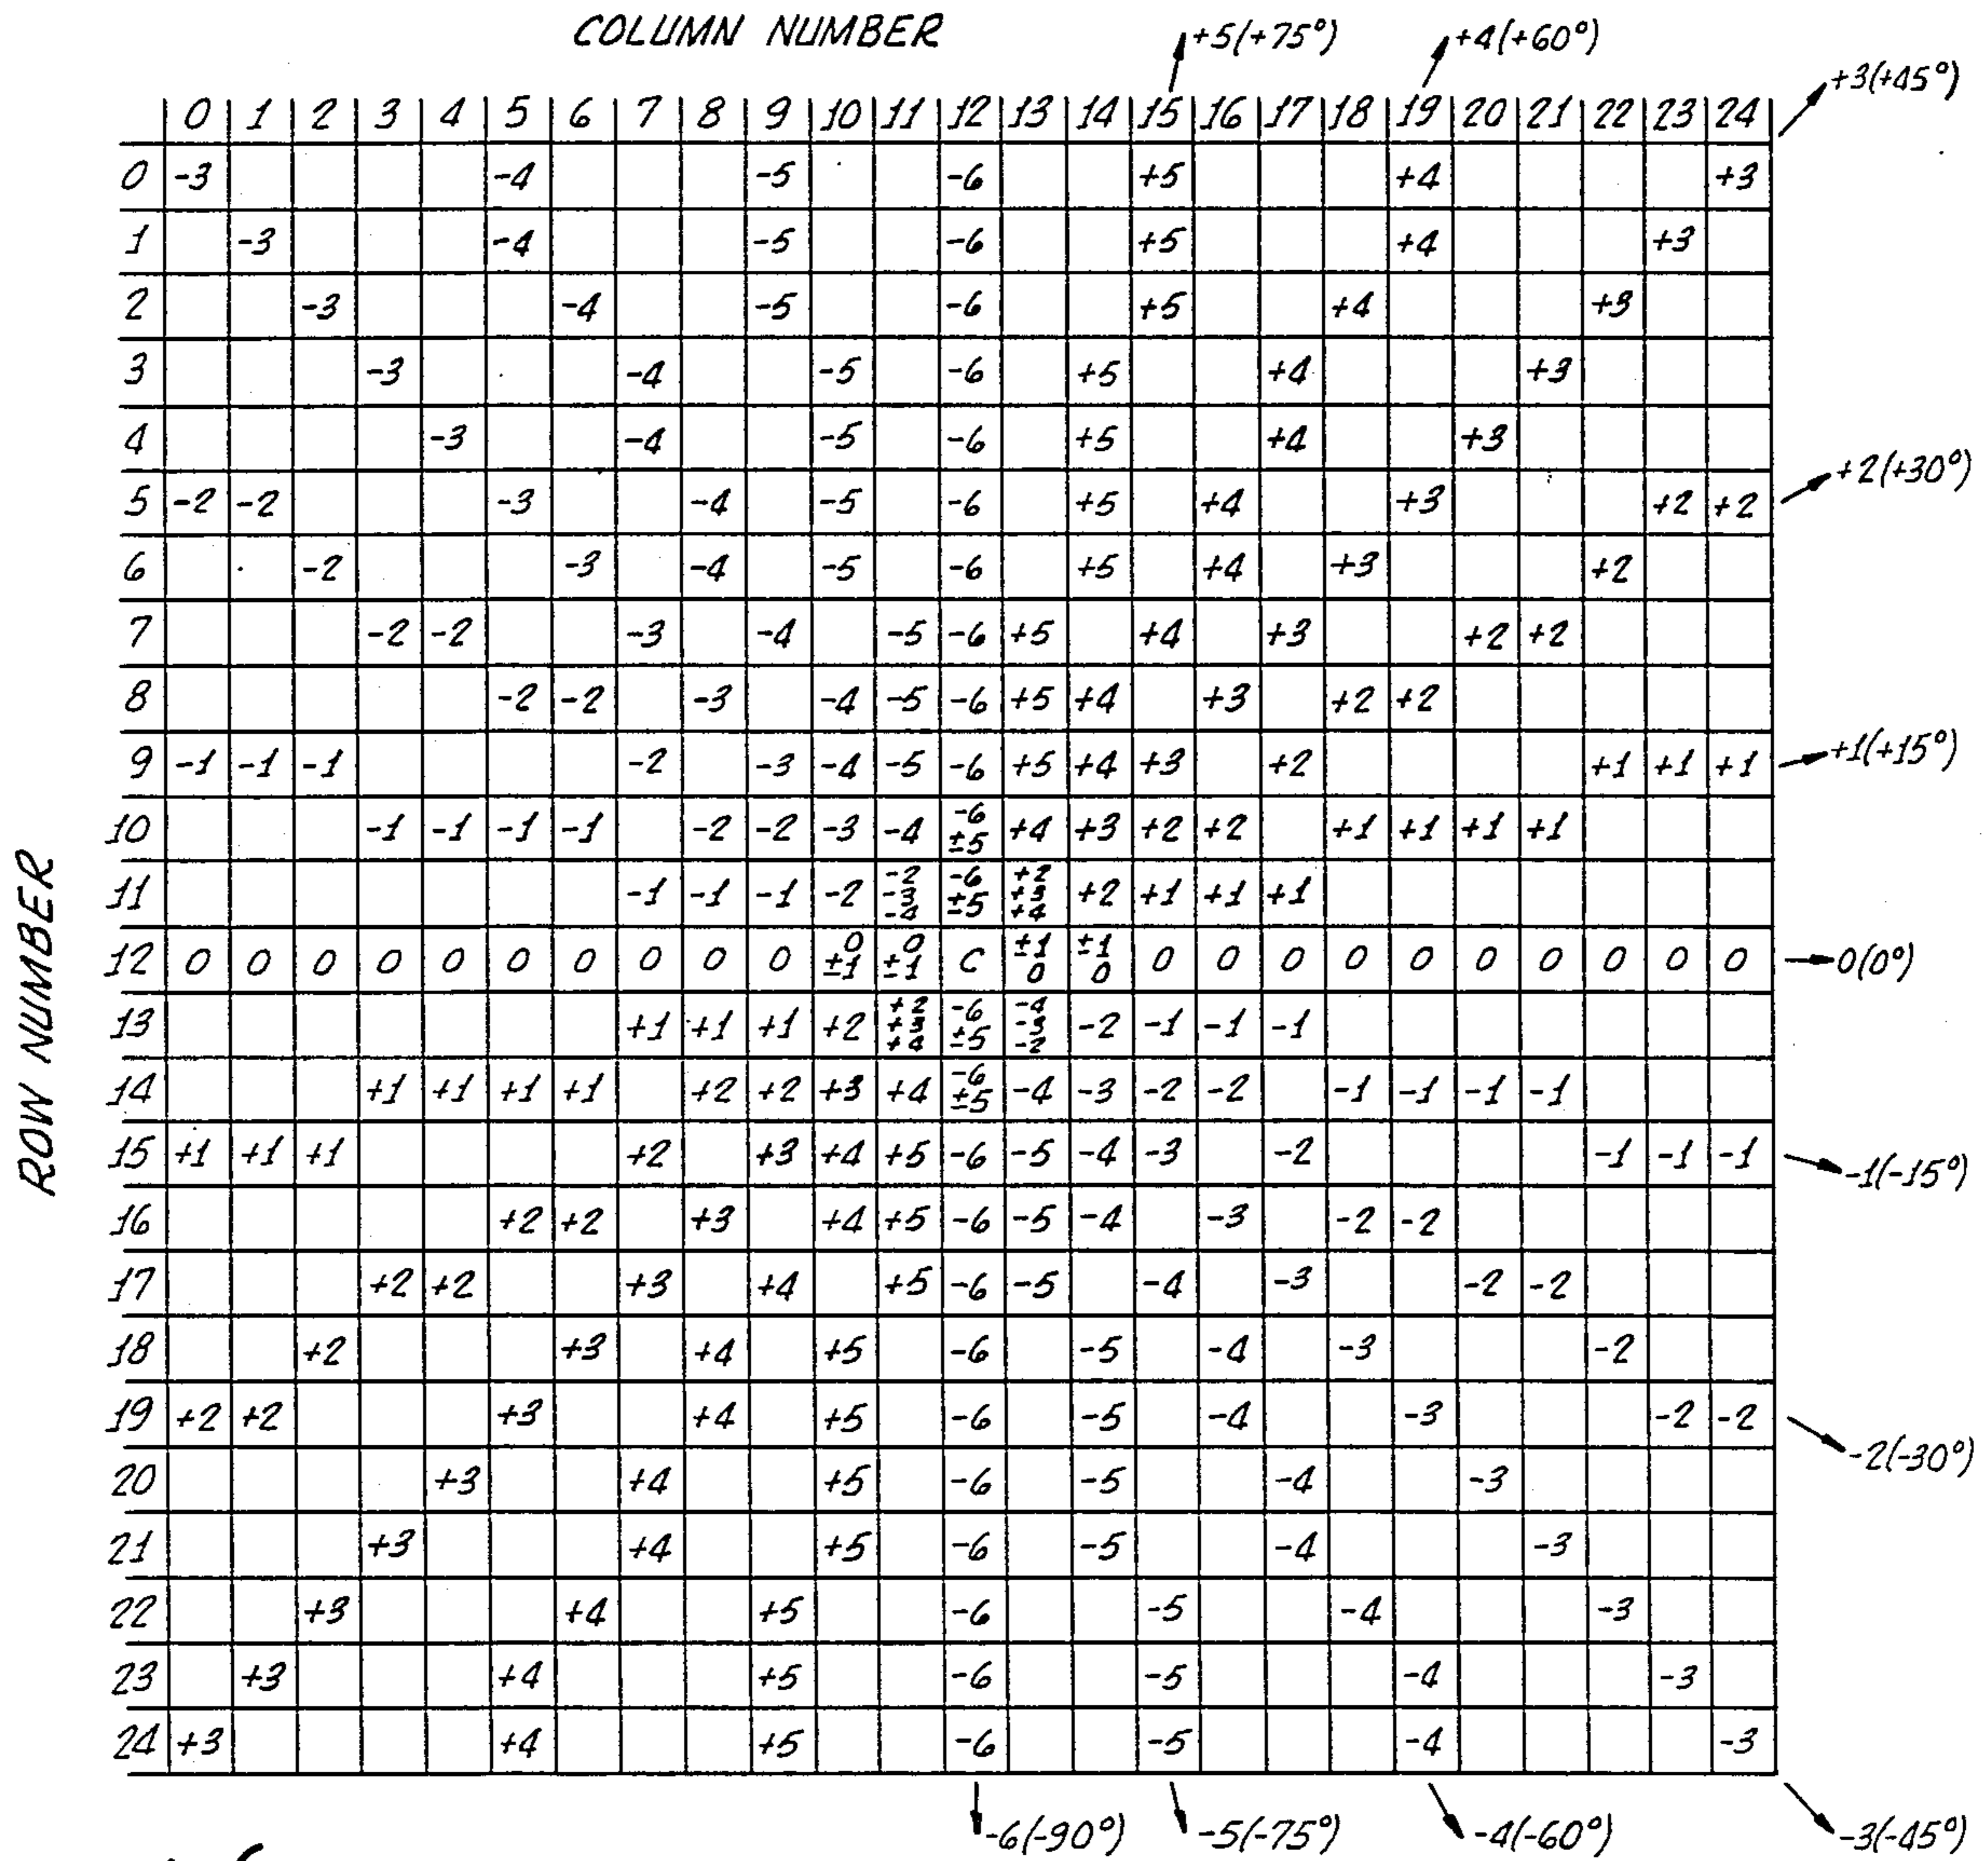 COLUMN NUMBER +5(+75°) +4(+60°)
+3(+45°)
0 1 2 3 4 5 6 7 8 9 10 11 12 13 14 15 16 17 18 19 20 21 22 23 24
0 -3 -4 -5 -6 +5 +4 +3
1 -3 -4 -5 -6 +5 +4 +3
2 -3 -4 -5 -6 +5 +4 +3
3 -3 -4 -5 -6 +5 +4 +3
4 -3 -4 -5 -6 +5 +4 +3
+2(+30°)
5 -2 -2 -3 -4 -5 -6 +5 +4 +3 +2 +2
6 -2 -3 -4 -5 -6 +5 +4 +3 +2
7 -2 -2 -3 -4 -5 -6 +5 +4 +3 +2 +2
8 -2 -2 -3 -4 -5 -6 +5 +4 +3 +2 +2
9 -1 -1 -1 -2 -3 -4 -5 -6 +5 +4 +3 +2 +1 +1 +1 +1(+15°)
10 -1 -1 -1 -1 -2 -2 -3 -4 -6 ±5 +4 +3 +2 +2 +1 +1 +1 +1
11 -1 -1 -1 -2 -2 -3 -4 -6 ±5 +2 +3 +4 +2 +1 +1 +1
12 0 0 0 0 0 0 0 0 0 0 0 ±1 0 ±1 C ±1 0 ±1 0 0 0 0 0 0 0 0 0 0 0 0(0°)
13 +1 +1 +1 +2 +2 +3 +4 -6 ±5 -4 -3 -2 -2 -1 -1 -1
14 +1 +1 +1 +1 +2 +2 +3 +4 -6 ±5 -4 -3 -2 -2 -1 -1 -1 -1
15 +1 +1 +1 +2 +3 +4 +5 -6 -5 -4 -3 -2 -1 -1 -1 -1(-15°)
16 +2 +2 +3 +4 +5 -6 -5 -4 -3 -2 -2
17 +2 +2 +3 +4 +5 -6 -5 -4 -3 -2 -2
18 +2 +3 +4 +5 -6 -5 -4 -3 -2
19 +2 +2 +3 +4 +5 -6 -5 -4 -3 -2 -2
-2(-30°)
20 +3 +4 +5 -6 -5 -4 -3
21 +3 +4 +5 -6 -5 -4 -3
22 +3 +4 +5 -6 -5 -4 -3
23 +3 +4 +5 -6 -5 -4 -3
24 +3 +4 +5 -6 -5 -4 -3
-6(-90°) -5(-75°) -4(-60°) -3(-45°)
ROW NUMBER